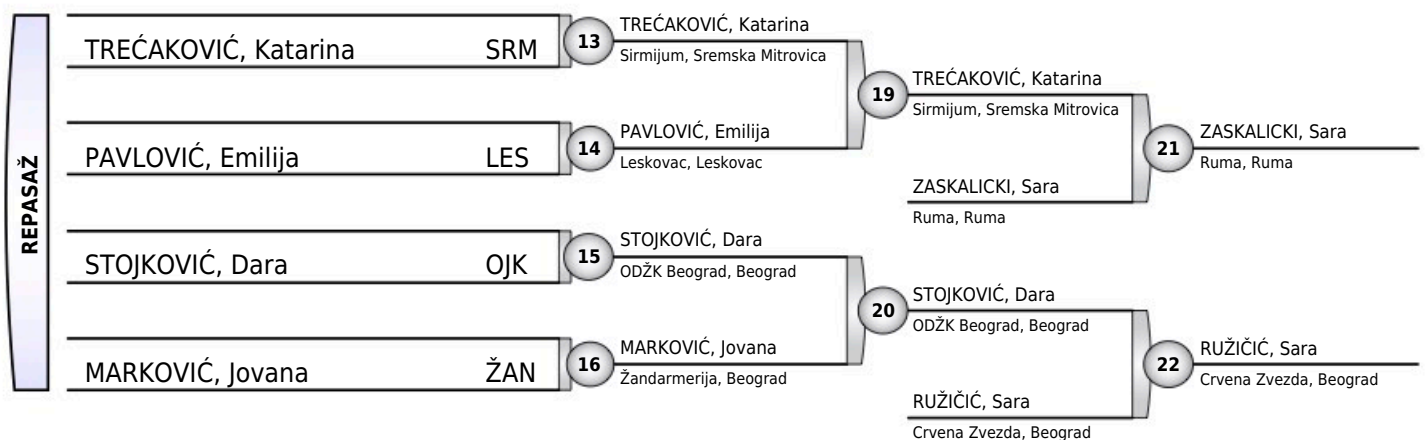 REPASAŽ
TREĆAKOVIĆ, Katarina SRM
13
TREĆAKOVIĆ, Katarina
Sirmijum, Sremska Mitrovica
PAVLOVIĆ, Emilija LES
14
PAVLOVIĆ, Emilija
Leskovac, Leskovac
19
TREĆAKOVIĆ, Katarina
Sirmijum, Sremska Mitrovica
ZASKALICKI, Sara
Ruma, Ruma
21
ZASKALICKI, Sara
Ruma, Ruma
STOJKOVIĆ, Dara OJK
15
STOJKOVIĆ, Dara
ODŽK Beograd, Beograd
MARKOVIĆ, Jovana ŽAN
16
MARKOVIĆ, Jovana
Žandarmerija, Beograd
20
STOJKOVIĆ, Dara
ODŽK Beograd, Beograd
RUŽIČIĆ, Sara
Crvena Zvezda, Beograd
22
RUŽIČIĆ, Sara
Crvena Zvezda, Beograd